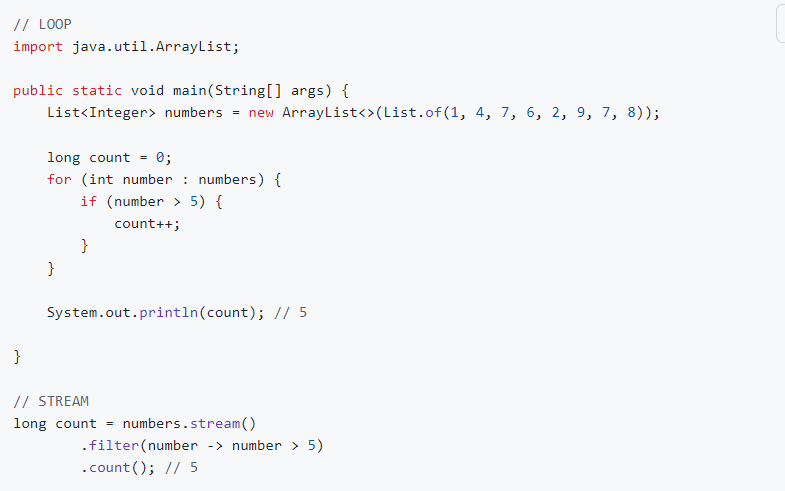 // LOOP
import java.util.ArrayList;
public static void main(String[] args) {
List<Integer> numbers = new ArrayList<>(List.of(1, 4, 7, 6, 2, 9, 7, 8));
long count = 0;
for (int number : numbers) {
if (number > 5) {
count++;
}
}
System.out.println(count); // 5
}
// STREAM
long count = numbers.stream()
.filter(number -> number > 5)
.count(); // 5